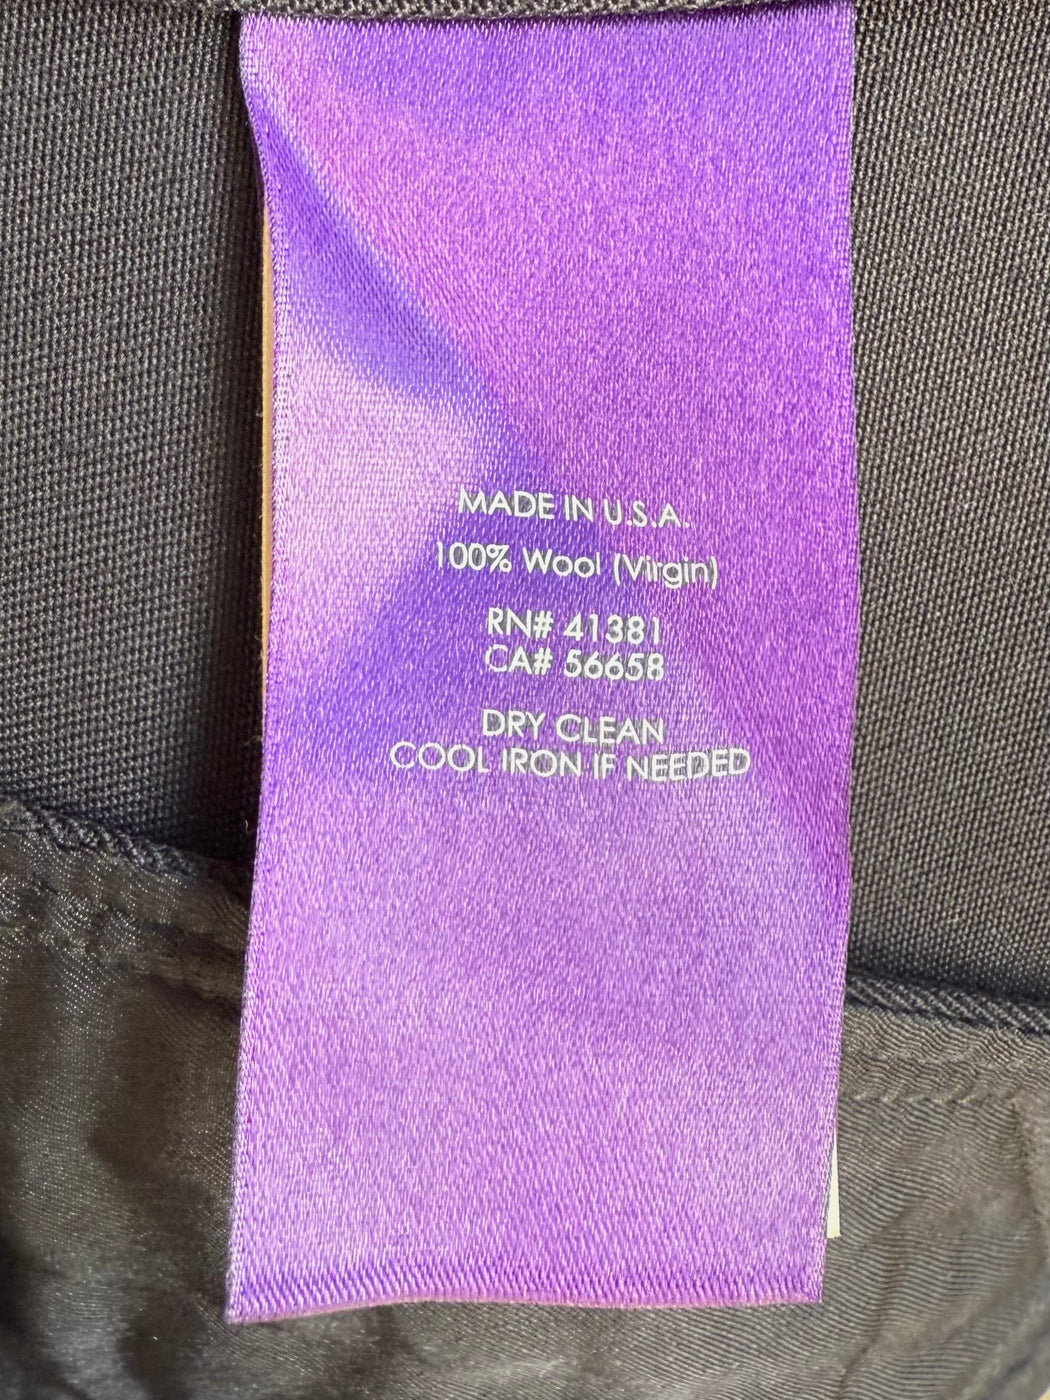 MADE IN U.S.A.
100% Wool (Virgin)
RN# 41381
CA# 56658
DRY CLEAN
COOL IRON IF NEEDED